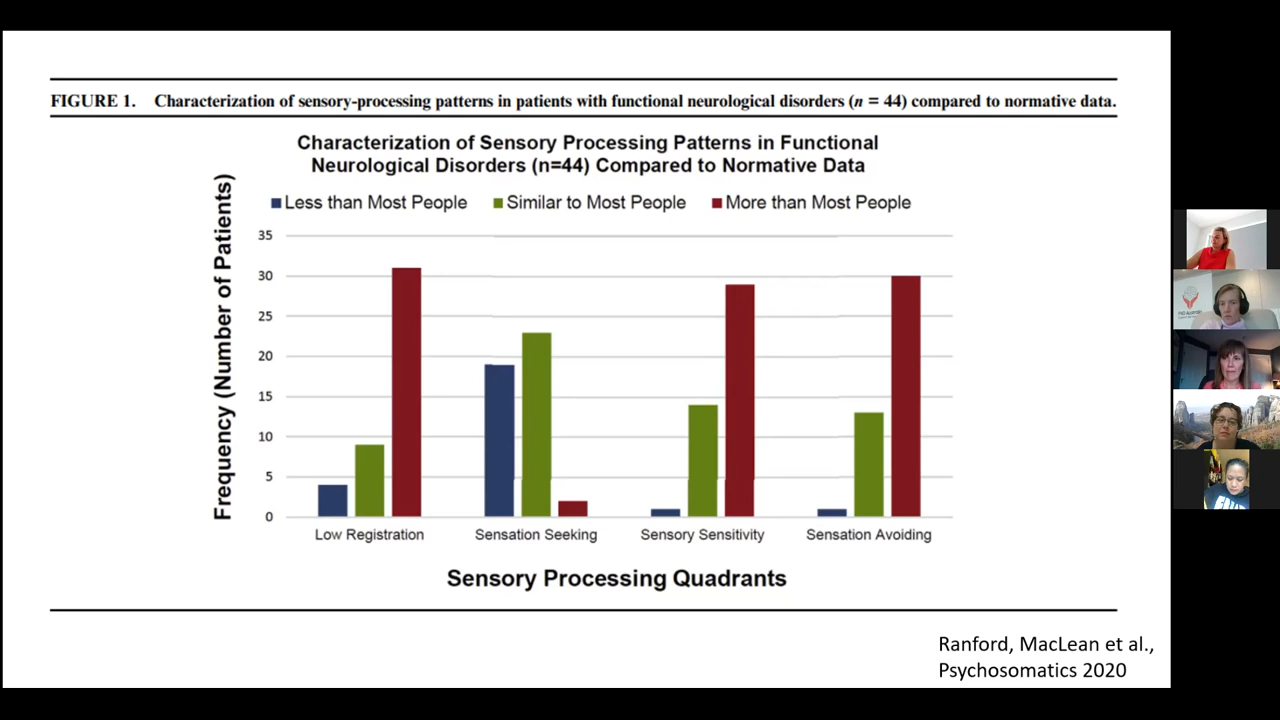 FIGURE 1. Characterization of sensory-processing patterns in patients with functional neurological disorders (n = 44) compared to normative data.
Characterization of Sensory Processing Patterns in Functional
Neurological Disorders (n=44) Compared to Normative Data
Less than Most People Similar to Most People More than Most People
Frequency (Number of Patients)
35
30
25
20
15
10
5
0
Low Registration Sensation Seeking Sensory Sensitivity Sensation Avoiding
Sensory Processing Quadrants
Ranford, MacLean et al.,
Psychosomatics 2020